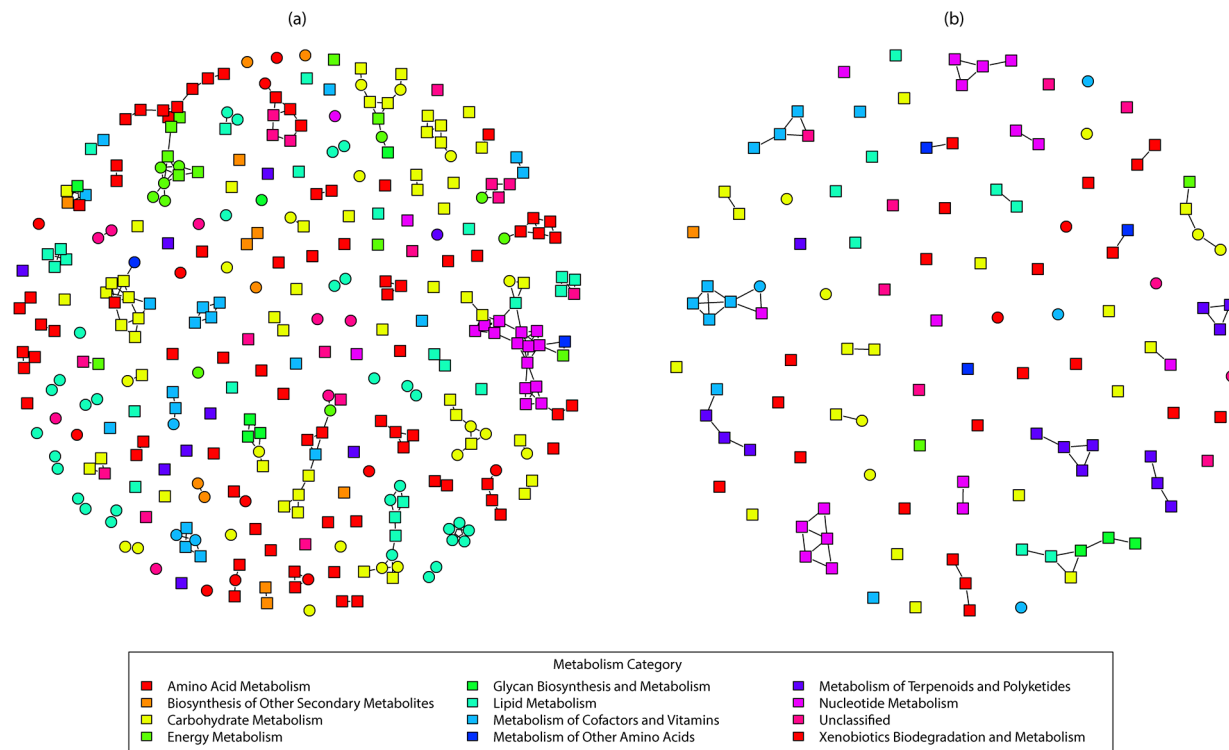 (a)
(b)
Metabolism Category
Amino Acid Metabolism
Biosynthesis of Other Secondary Metabolites
Carbohydrate Metabolism
Energy Metabolism
Glycan Biosynthesis and Metabolism
Lipid Metabolism
Metabolism of Cofactors and Vitamins
Metabolism of Other Amino Acids
Metabolism of Terpenoids and Polyketides
Nucleotide Metabolism
Unclassified
Xenobiotics Biodegradation and Metabolism